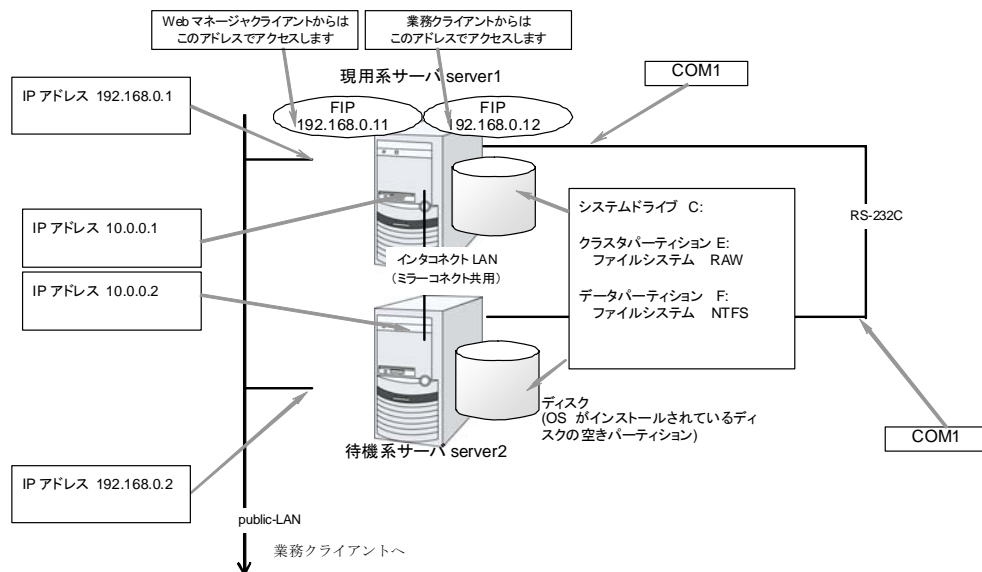 Web マネージャクライアントからは
このアドレスでアクセスします
業務クライアントからは
このアドレスでアクセスします
現用系サーバ server1
COM1
IP アドレス 192.168.0.1
FIP
192.168.0.11
FIP
192.168.0.12
IP アドレス 10.0.0.1
システムドライブ C:
クラスタパーティション E:
ファイルシステム RAW
データパーティション F:
ファイルシステム NTFS
RS-232C
インタコネクト LAN
(ミラーコネクト共用)
IP アドレス 10.0.0.2
ディスク
(OS がインストールされているディ
スクの空きパーティション)
COM1
待機系サーバ server2
IP アドレス 192.168.0.2
public-LAN
業務クライアントへ